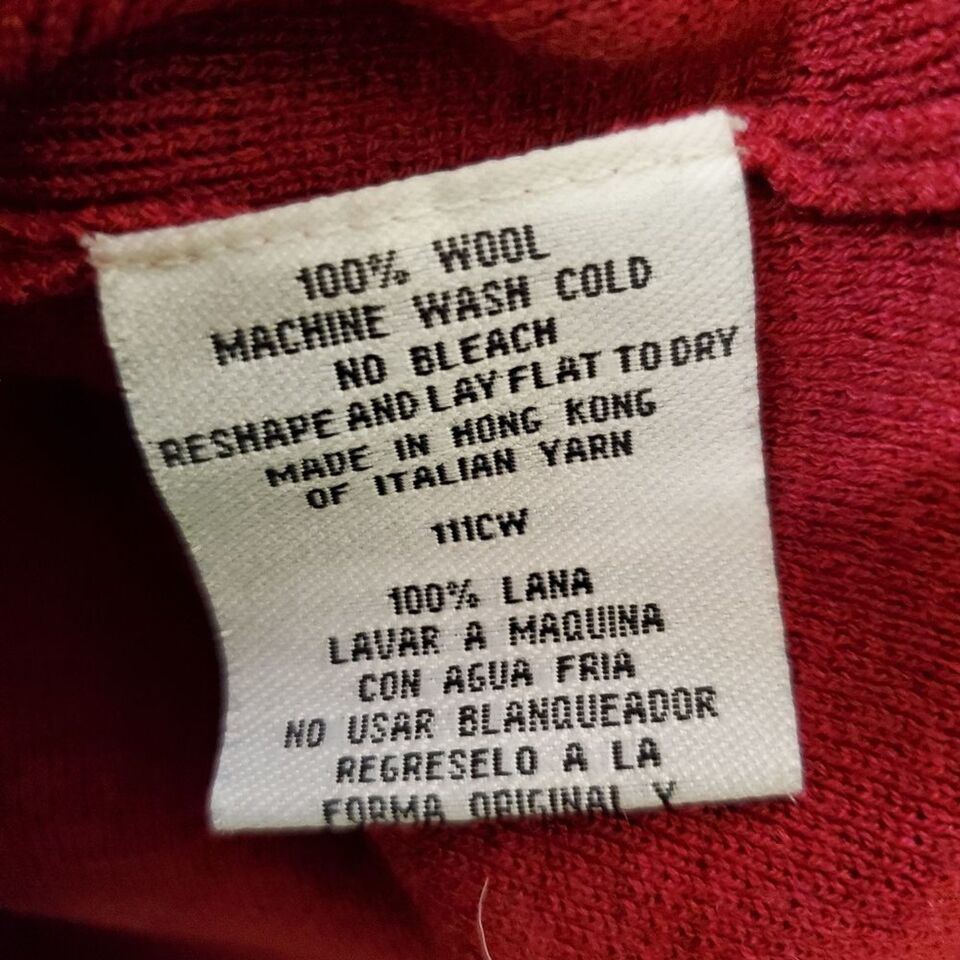 100% WOOL
MACHINE WASH COLD
NO BLEACH
RESHAPE AND LAY FLAT TO DRY
MADE IN HONG KONG
OF ITALIAN YARN
111CW
100% LANA
LAVAR A MAQUINA
CON AGUA FRIA
NO USAR BLANQUEADOR
REGRESELO A LA
FORMA ORIGINAL Y